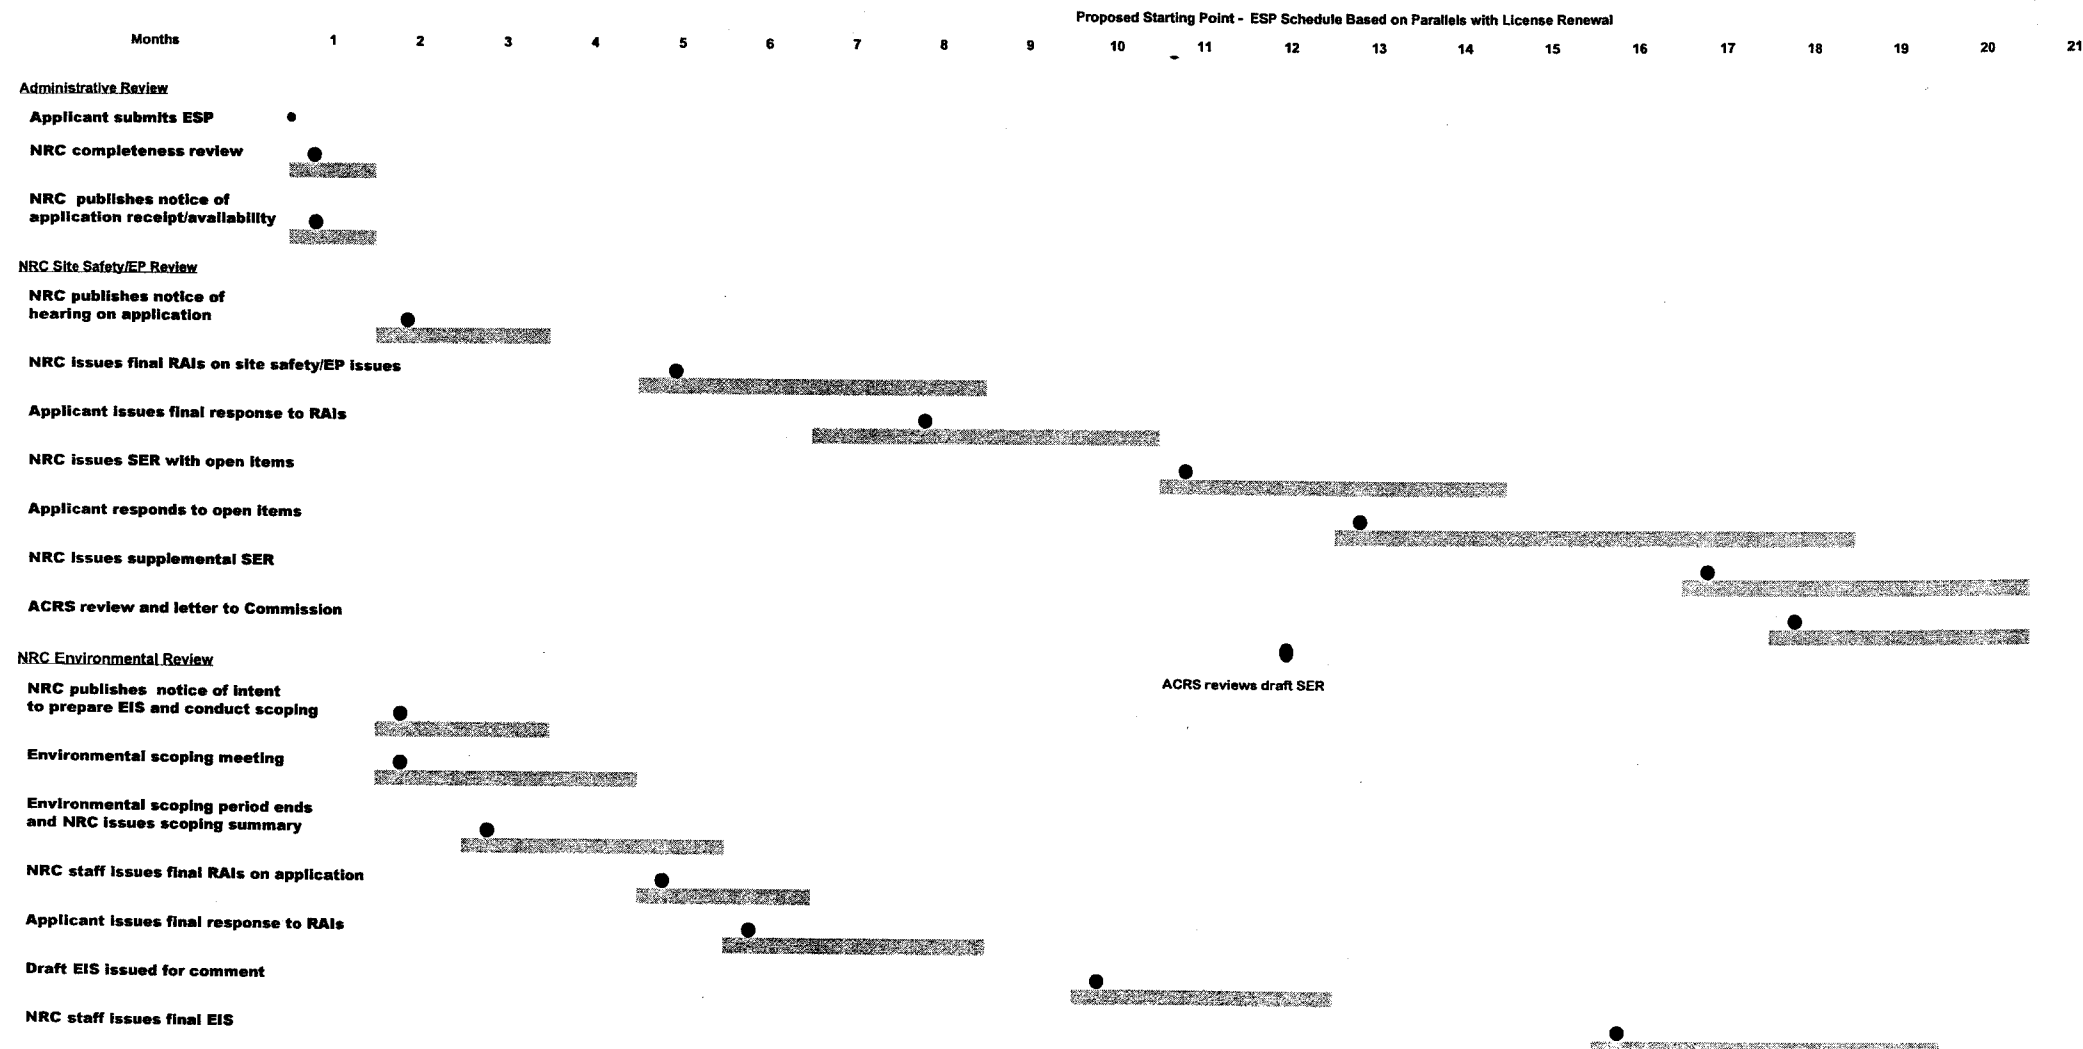 Proposed Starting Point - ESP Schedule Based on Parallels with License Renewal
Months 1 2 3 4 5 6 7 8 9 10 11 12 13 14 15 16 17 18 19 20 21
Administrative Review
Applicant submits ESP
NRC completeness review
NRC publishes notice of
application receipt/availability
NRC Site Safety/EP Review
NRC publishes notice of
hearing on application
NRC issues final RAIs on site safety/EP issues
Applicant issues final response to RAIs
NRC issues SER with open items
Applicant responds to open items
NRC issues supplemental SER
ACRS review and letter to Commission
ACRS reviews draft SER
NRC Environmental Review
NRC publishes notice of intent
to prepare EIS and conduct scoping
Environmental scoping meeting
Environmental scoping period ends
and NRC issues scoping summary
NRC staff issues final RAIs on application
Applicant issues final response to RAIs
Draft EIS issued for comment
NRC staff issues final EIS